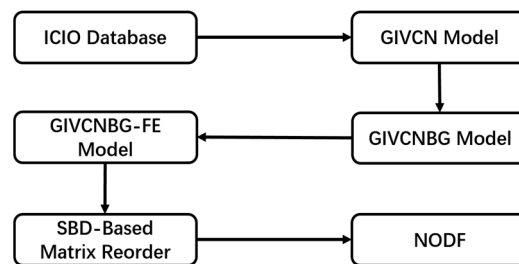 ICIO Database
GIVCN Model
GIVCNBG-FE
Model
GIVCNBG Model
SBD-Based
Matrix Reorder
NODF